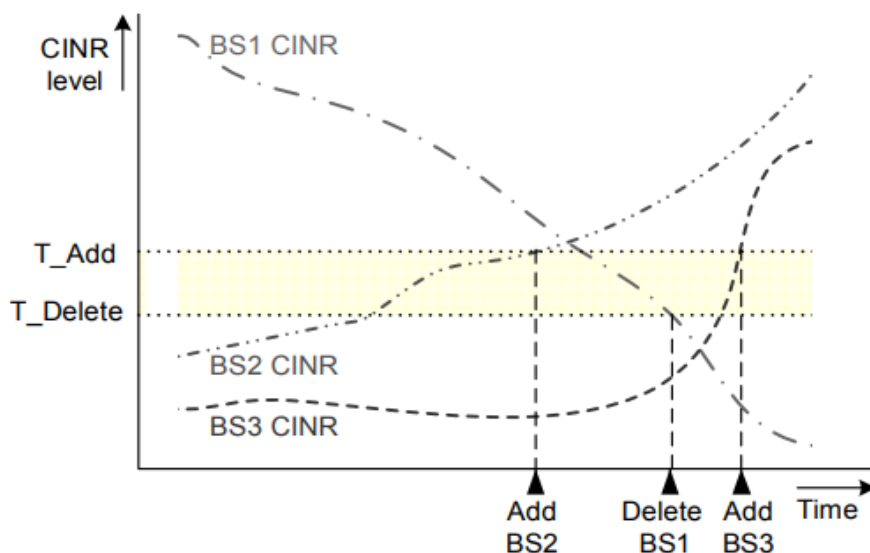 CINR
level
BS1 CINR
T_Add
T_Delete
BS2 CINR
BS3 CINR
Add
BS2
Delete
BS1
Add
BS3
Time